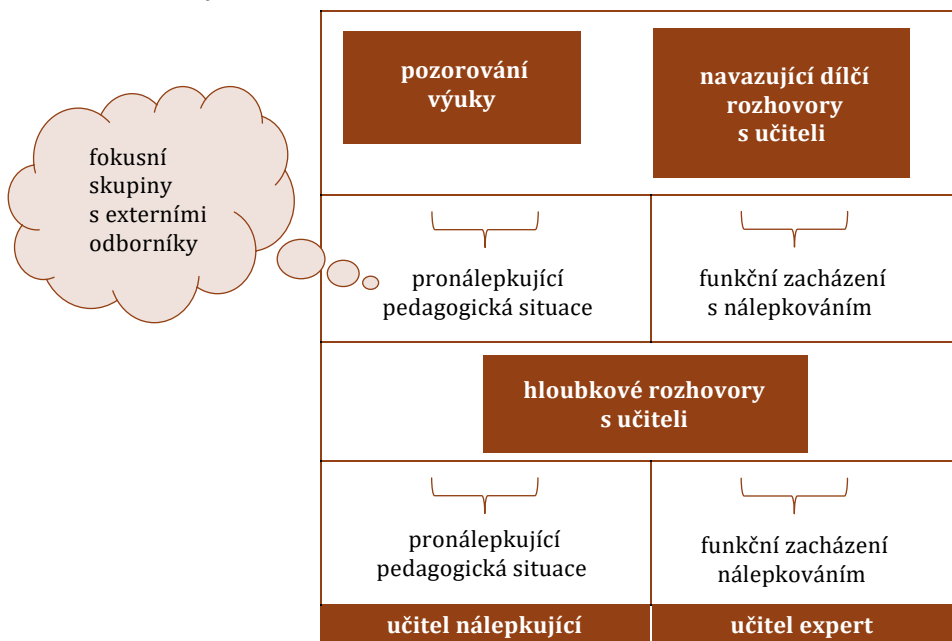 pozorování
výuky
navazující dílčí
rozhovory
s učiteli
fokusní
skupiny
s externími
odborníky
pronálepkující
pedagogická situace
funkční zacházení
s nálepkováním
hloubkové rozhovory
s učiteli
pronálepkující
pedagogická situace
funkční zacházení
nálepkováním
učitel nálepkující
učitel expert